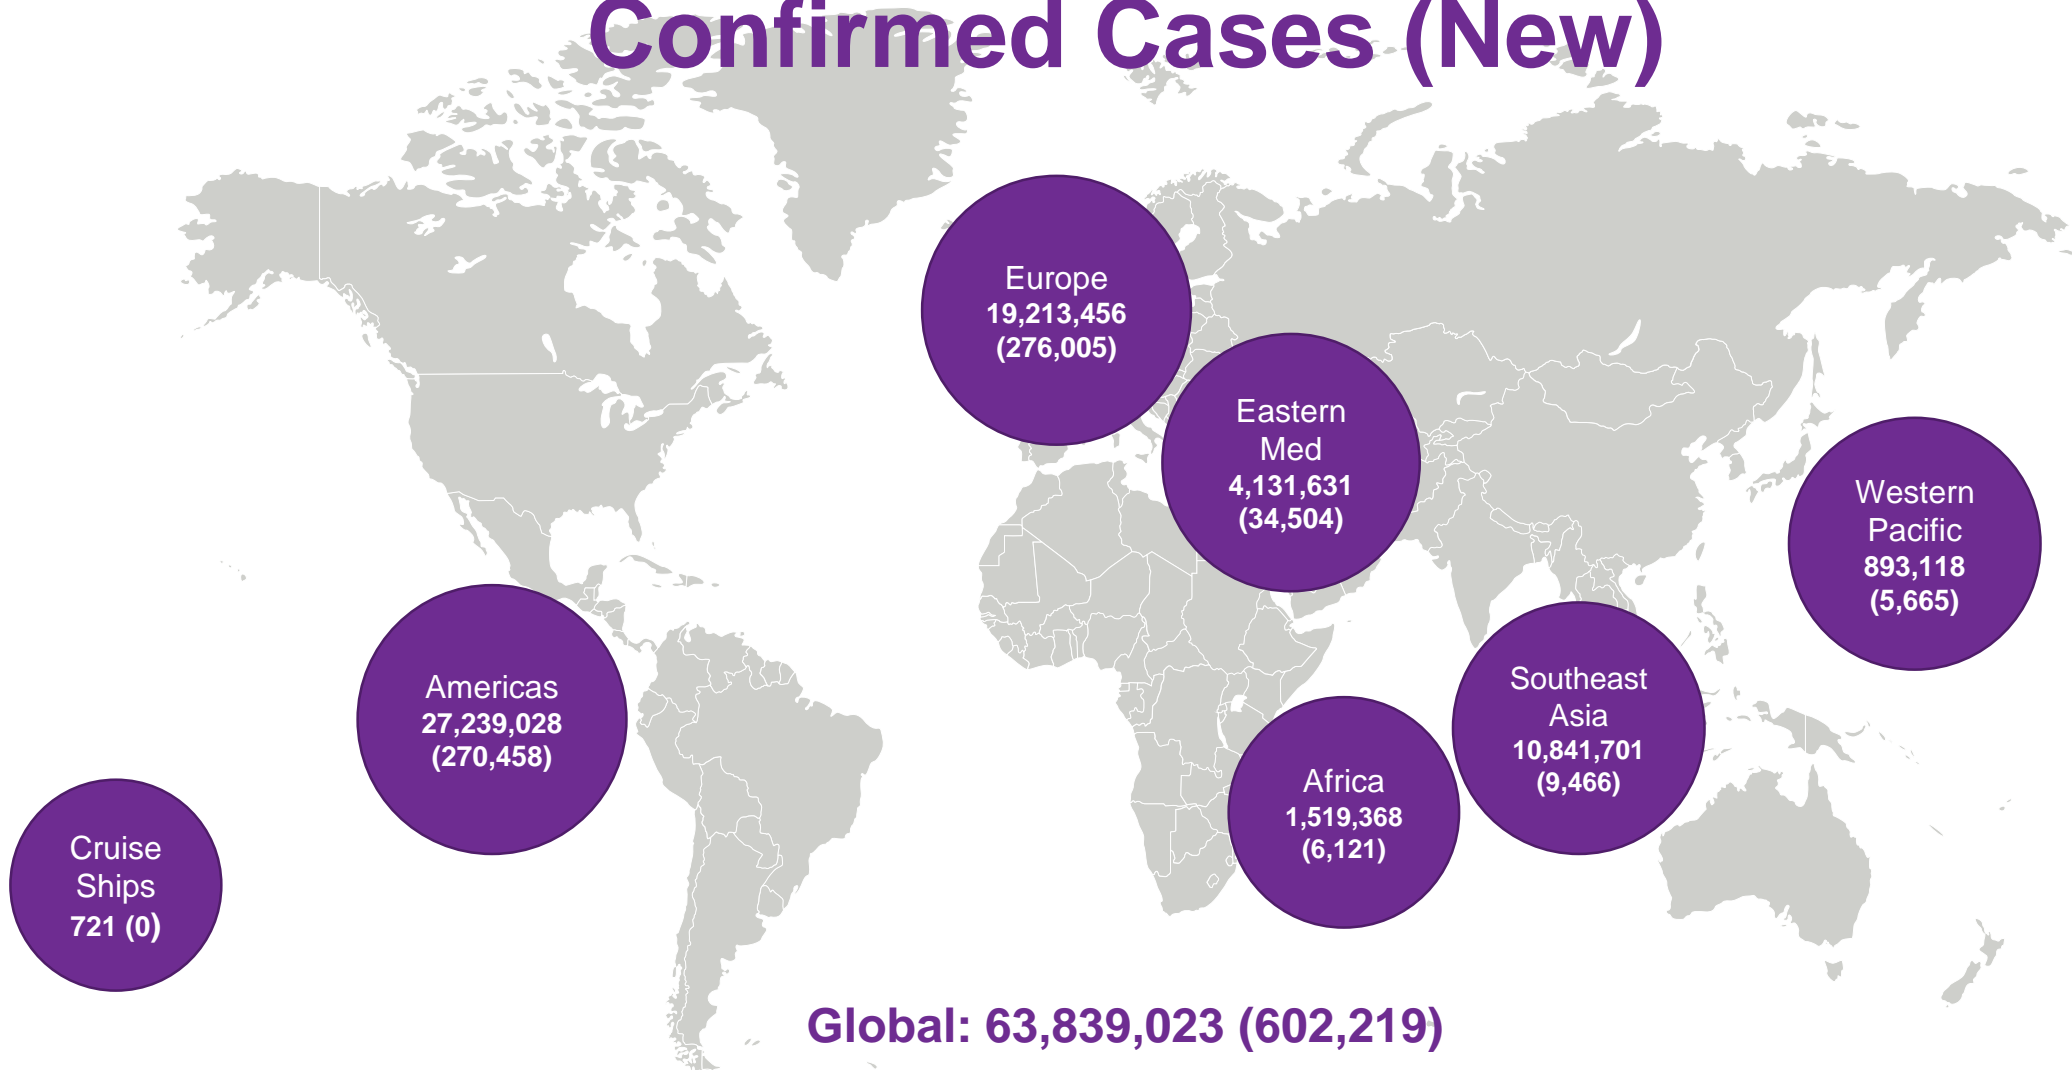 Confirmed Cases (New)
Europe
19,213,456
(276,005)
Eastern
Med
4,131,631
(34,504)
Western
Pacific
893,118
(5,665)
Americas
27,239,028
(270,458)
Southeast
Asia
10,841,701
(9,466)
Africa
1,519,368
(6,121)
Cruise
Ships
721 (0)
Global: 63,839,023 (602,219)